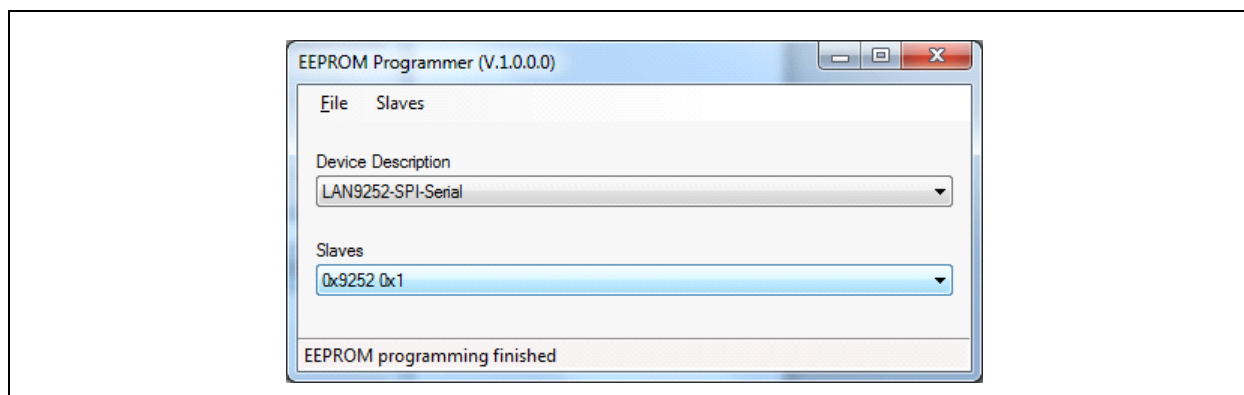 EEPROM Programmer (V.1.0.0.0)
File Slaves
Device Description
LAN9252-SPI-Serial
Slaves
0x9252 0x1
EEPROM programming finished